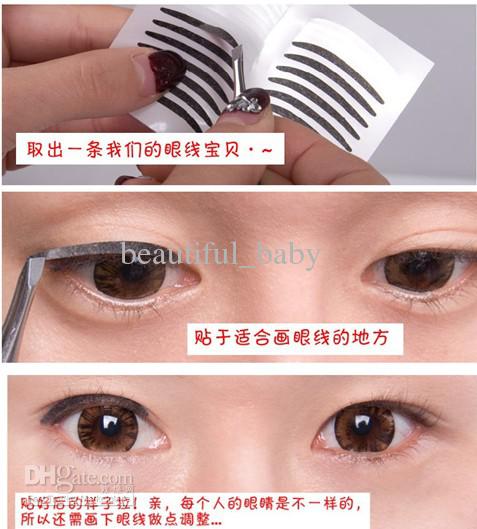 取出一条我们的眼线宝贝·~
beautiful_baby
贴于适合画眼线的地方
DHgate.com
贴好后的样子拉！亲，每个人的眼睛是不一样的，
所以还需画下眼线做点调整...